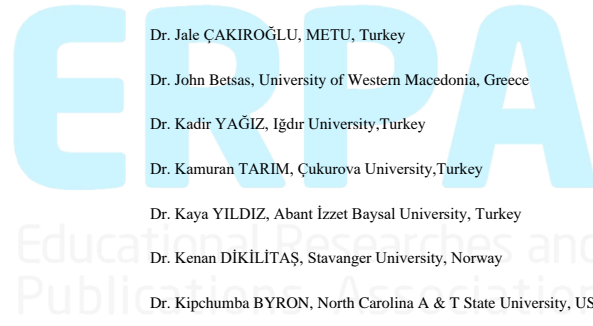 ERPA
Dr. Jale ÇAKIROĞLU, METU, Turkey
Dr. John Betsas, University of Western Macedonia, Greece
Dr. Kadir YAĞIZ, Iğdır University,Turkey
Dr. Kamuran TARIM, Çukurova University,Turkey
Dr. Kaya YILDIZ, Abant İzzet Baysal University, Turkey
Educational Researches and
Dr. Kenan DİKİLİTAŞ, Stavanger University, Norway
Publications Association
Dr. Kipchumba BYRON, North Carolina A & T State University, US